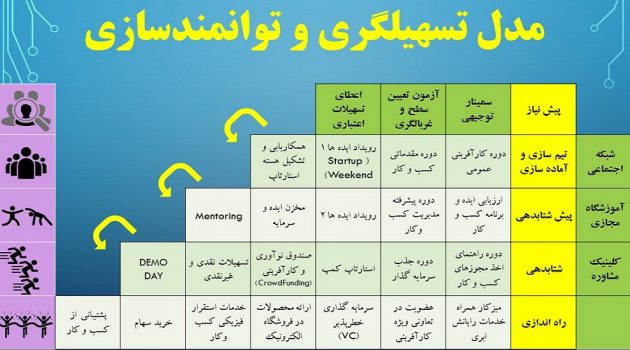 مدل تسهیلگری و توانمندسازی
پیش نیاز
سمینار
توجیهی
آزمون تعیین
سطح و
غربالگری
اعطای
تسهیلات
اعتباری
شبکه
اجتماعی
تیم سازی و
آماده سازی
دوره کارآفرینی
عمومی
دوره مقدماتی
کسب و کار
رویداد ایده ها ۱
( Startup
Weekend)
همکاریابی و
تشکیل هسته
استارتاپ
آموزشگاه
مجازی
پیش شتابدهی
ارزیابی ایده و
برنامه کسب و
کار
دوره پیشرفته
مدیریت کسب
وکار
رویداد ایده ها ۲
مخزن ایده و
سرمایه
Mentoring
کلینیک
مشاوره
شتابدهی
دوره راهنمای
اخذ مجوزهای
کسب و کار
دوره جذب
سرمایه گذار
استارتاپ کمپ
صندوق نوآوری
و کارآفرینی
(CrowdFunding)
تسهیلات نقدی و
غیرنقدی
DEMO
DAY
راه اندازی
میزکار همراه
خدمات رایانش
ابری
عضویت در
تعاونی ویژه
کارآفرینی
سرمایه گذاری
خطرپذیر
(VC)
ارائه محصولات
در فروشگاه
الکترونیک
خدمات استقرار
فیزیکی کسب
وکار
خرید سهام
پشتیبانی از
کسب و کار